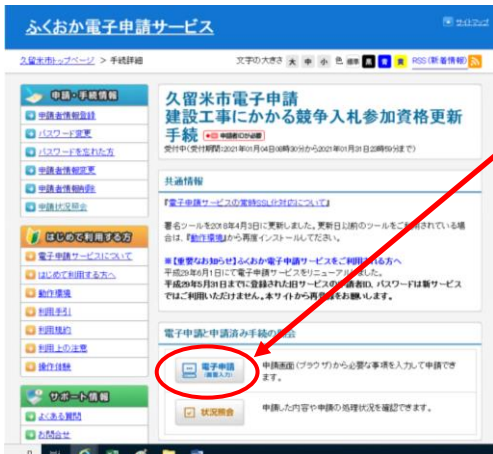 ふくおか電子申請サービス
久留米市トップページ > 手続詳細
文字の大きさ 大 中 小 色 標準 黒 青 黄 RSS(新着情報)
申請・手続情報
申請者情報登録
パスワード変更
パスワードを忘れた方
申請者情報変更
申請者情報削除
申請状況照会
はじめて利用する方
電子申請サービスについて
はじめて利用する方へ
動作環境
利用手引
利用規約
利用上の注意
操作体験
サポート情報
よくある質問
お問合せ
久留米市電子申請
建設工事にかかる競争入札参加資格更新
手続 申請者IDが必要
受付中(受付期間:2021年01月04日08時30分から2021年01月31日23時59分まで)
共通情報
『電子申請サービスの常時SSL化対応について』
署名ツールを2018年4月3日に更新しました。更新日以前のツールをご利用されている場
合は、『動作環境』から再度インストールしてください。
※【重要なお知らせ】ふくおか電子申請サービスをご利用される方へ
平成29年6月1日にて電子申請サービスをリニューアルしました。
平成29年5月31日までに登録された旧サービスの申請者ID、パスワードは新サービス
ではご利用いただけません。本サイトから再登録をお願いします。
電子申請と申請済み手続の照会
電子申請
(画面入力)
申請画面(ブラウザ)から必要な事項を入力して申請でき
ます。
状況照会
申請した内容や申請の処理状況を確認できます。